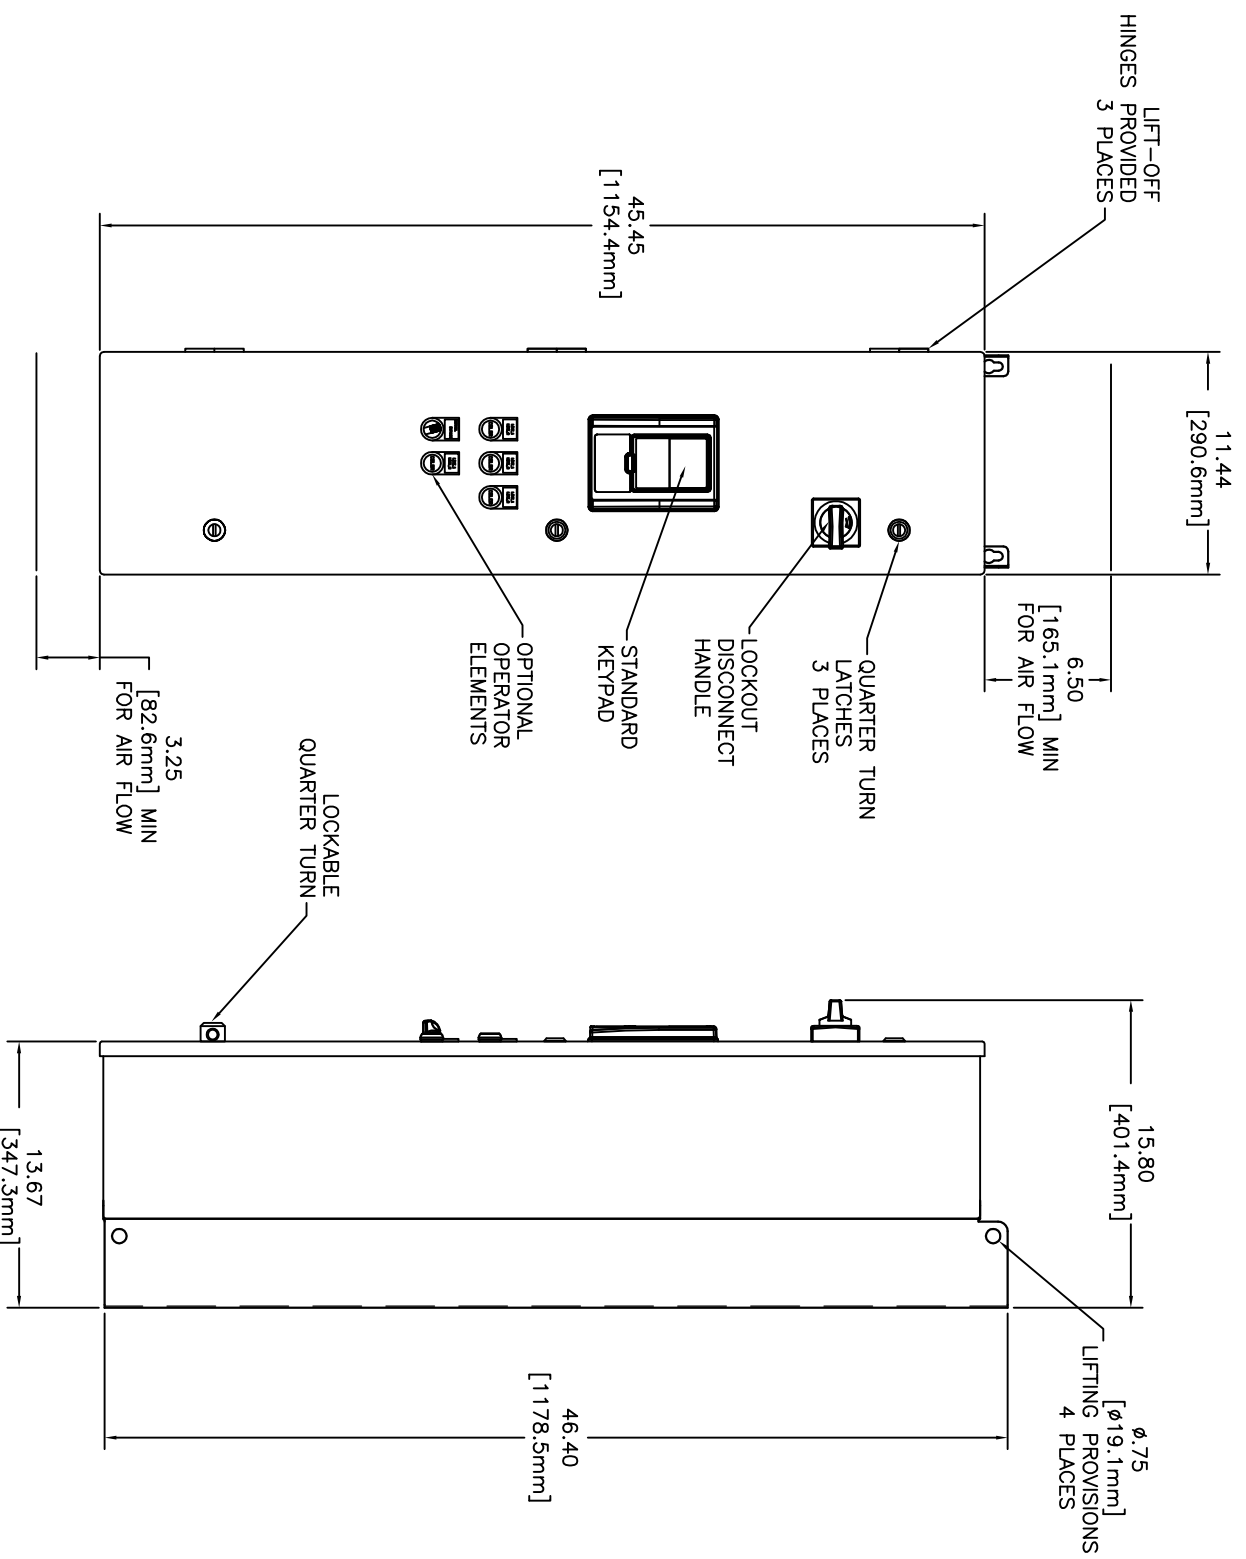 LIFT-OFF
HINGES PROVIDED
3 PLACES
11.44
[290.6mm]
6.50
[165.1mm] MIN
FOR AIR FLOW
45.45
[1154.4mm]
QUARTER TURN
LATCHES
3 PLACES
LOCKOUT
DISCONNECT
HANDLE
STANDARD
KEYPAD
OPTIONAL
OPERATOR
ELEMENTS
3.25
[82.6mm] MIN
FOR AIR FLOW
15.80
[401.4mm]
Ø.75
[Ø19.1mm]
LIFTING PROVISIONS
4 PLACES
46.40
[1178.5mm]
LOCKABLE
QUARTER TURN
13.67
[347.3mm]